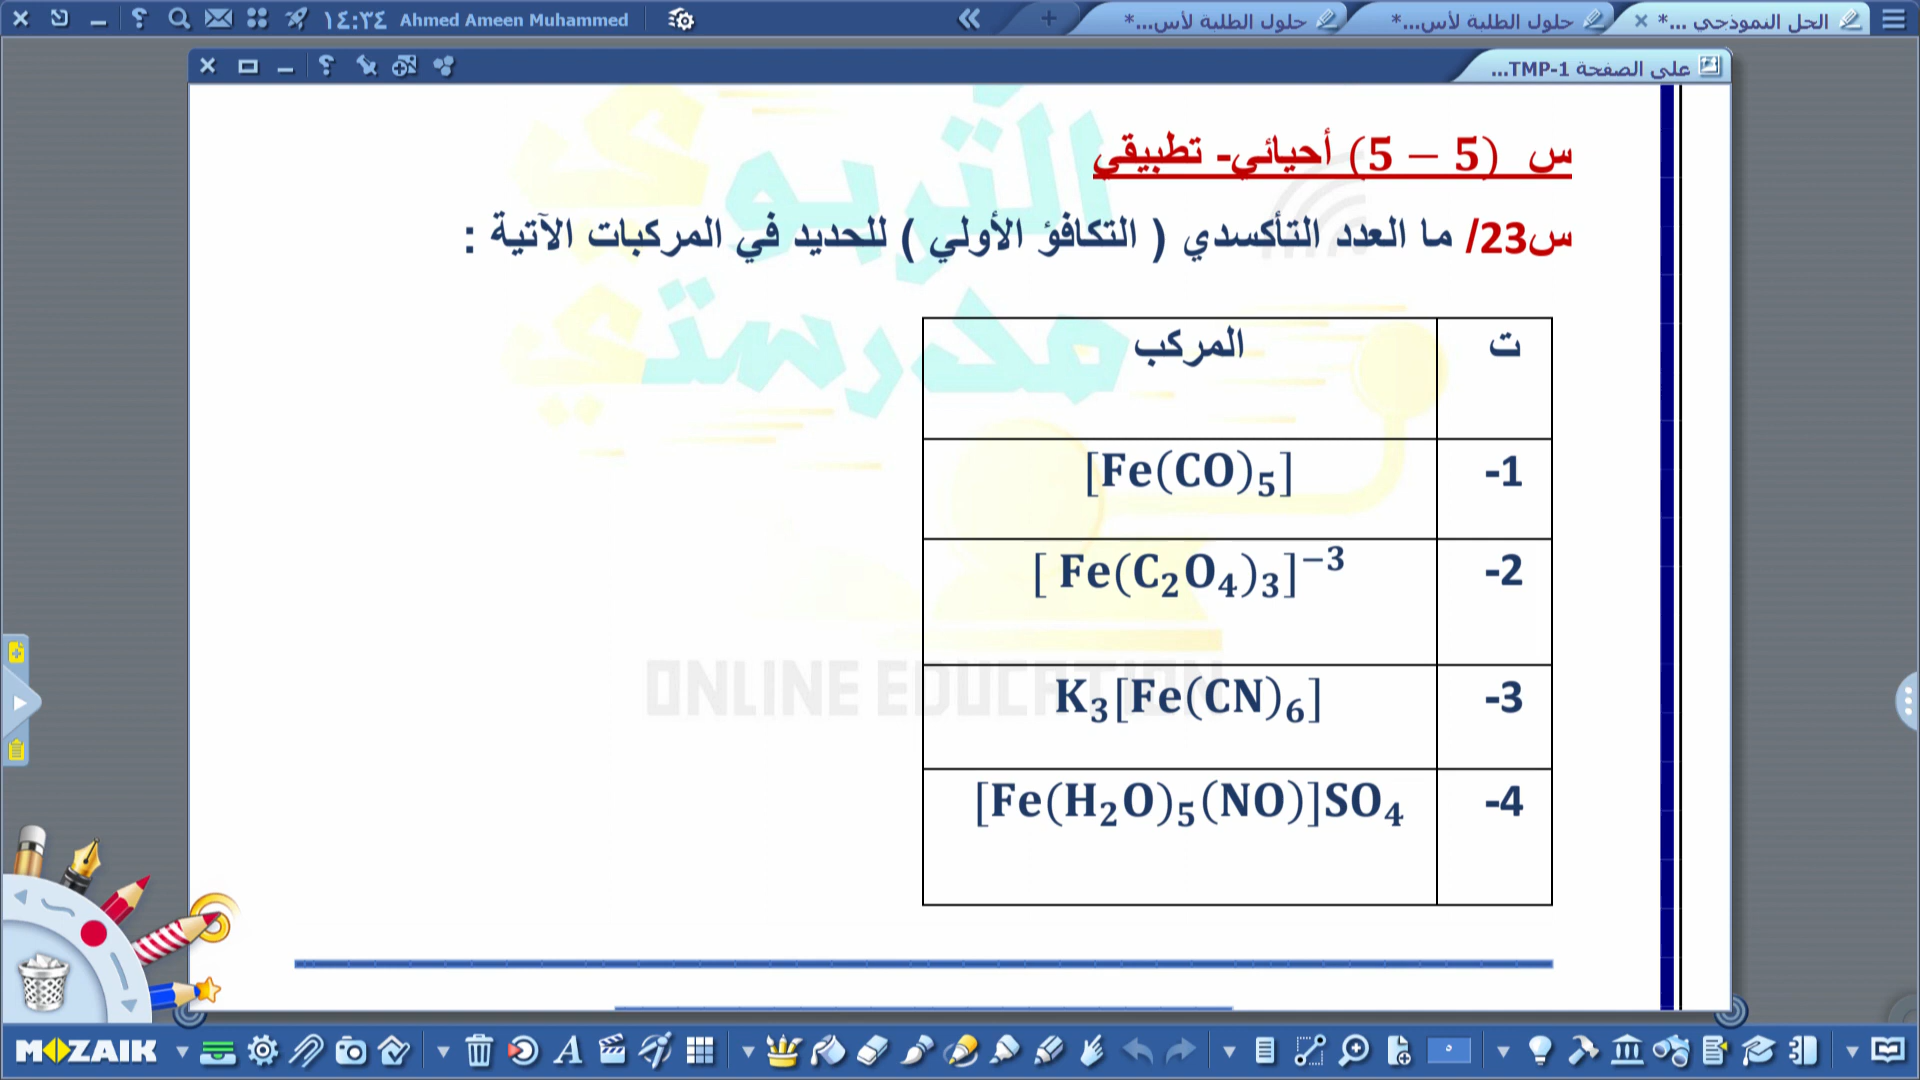 ١٤:٣٤ Ahmed Ameen Muhammed
الحل النموذجي ...*
حلول الطلبة لأس...*
حلول الطلبة لأس...*
على الصفحة TMP-1...
س (5 – 5) أحيائي- تطبيقي
س23/ ما العدد التأكسدي ( التكافؤ الأولي ) للحديد في المركبات الآتية :
التربوي
مدرستي
ت المركب
-1 [Fe(CO)₅]
-2 [ Fe(C₂O₄)₃]⁻³
-3 K₃[Fe(CN)₆]
ONLINE EDUCATION
-4 [Fe(H₂O)₅(NO)]SO₄
MOZAIK